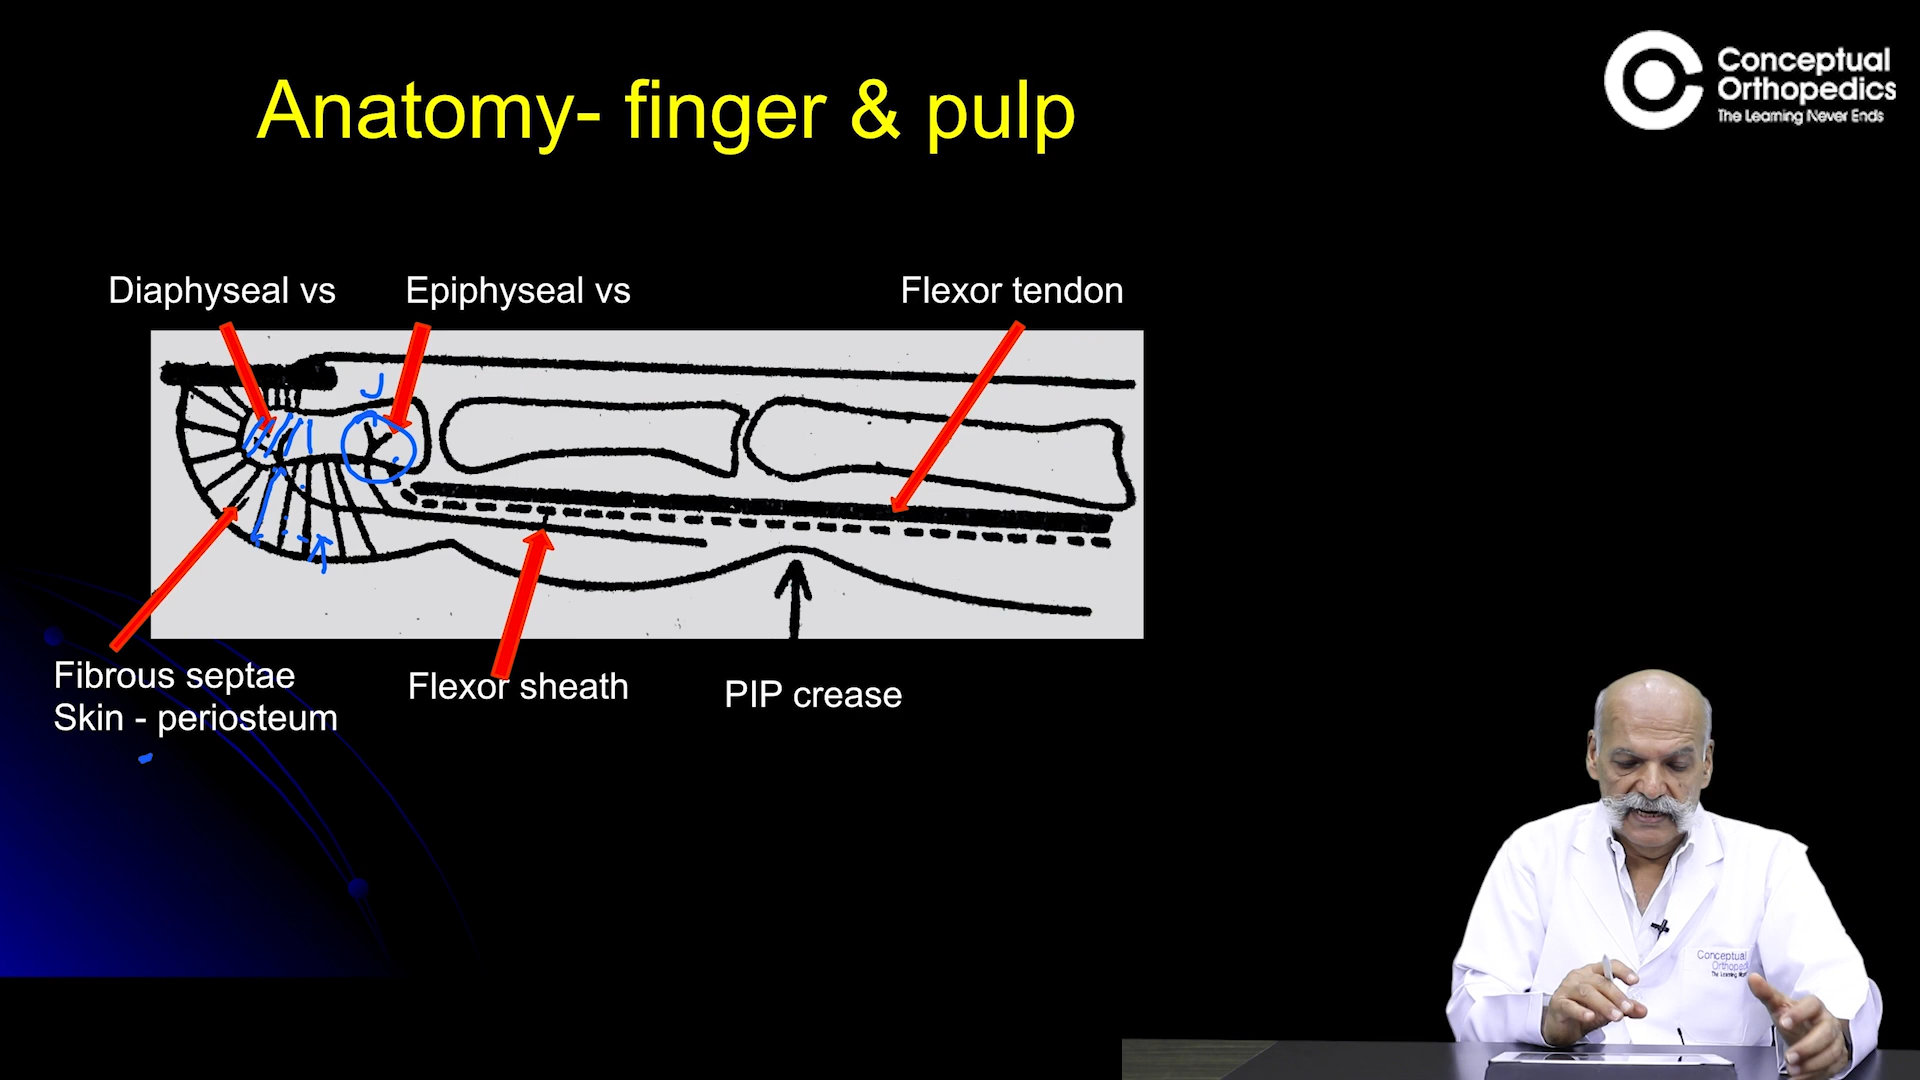 Anatomy- finger & pulp
Conceptual
Orthopedics
The Learning Never Ends
Diaphyseal vs
Epiphyseal vs
Flexor tendon
Fibrous septae
Skin - periosteum
Flexor sheath
PIP crease
Conceptual